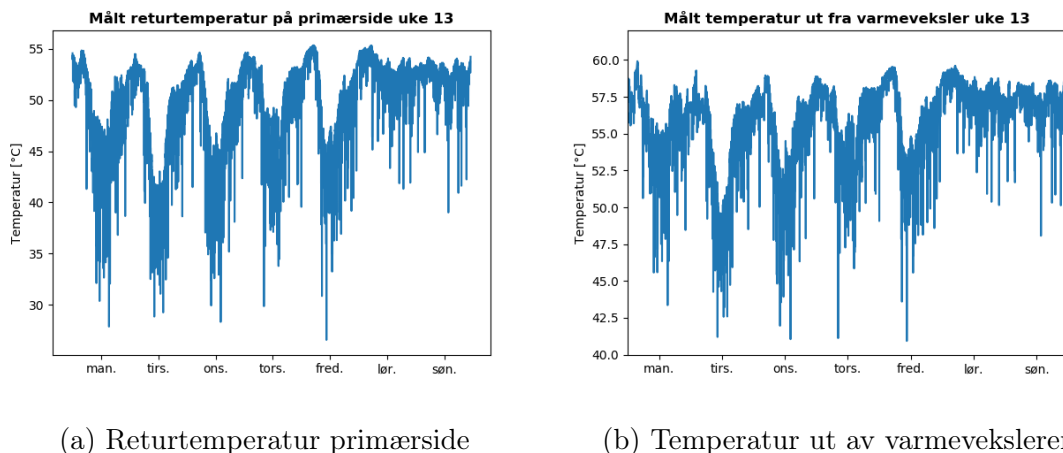 Målt returtemperatur på primærside uke 13
Temperatur [°C]
55
50
45
40
35
30
man. tirs. ons. tors. fred. lør. søn.
(a) Returtemperatur primærside
Målt temperatur ut fra varmeveksler uke 13
Temperatur [°C]
60.0
57.5
55.0
52.5
50.0
47.5
45.0
42.5
40.0
man. tirs. ons. tors. fred. lør. søn.
(b) Temperatur ut av varmeveksleren